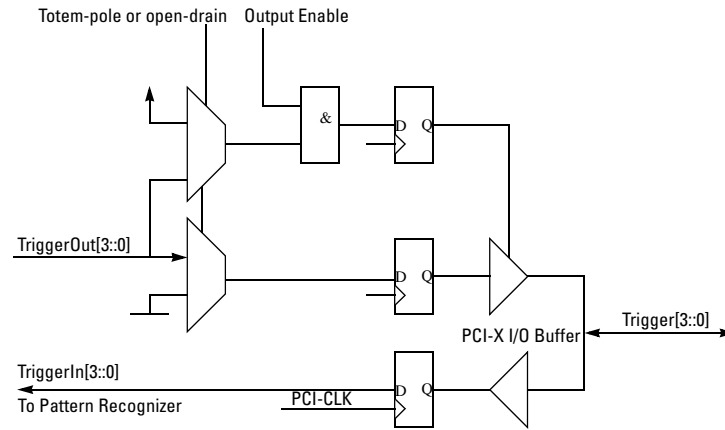 Totem-pole or open-drain
Output Enable
&
D Q
TriggerOut[3::0]
D Q
PCI-X I/O Buffer
Trigger[3::0]
TriggerIn[3::0]
D Q
PCI-CLK
To Pattern Recognizer